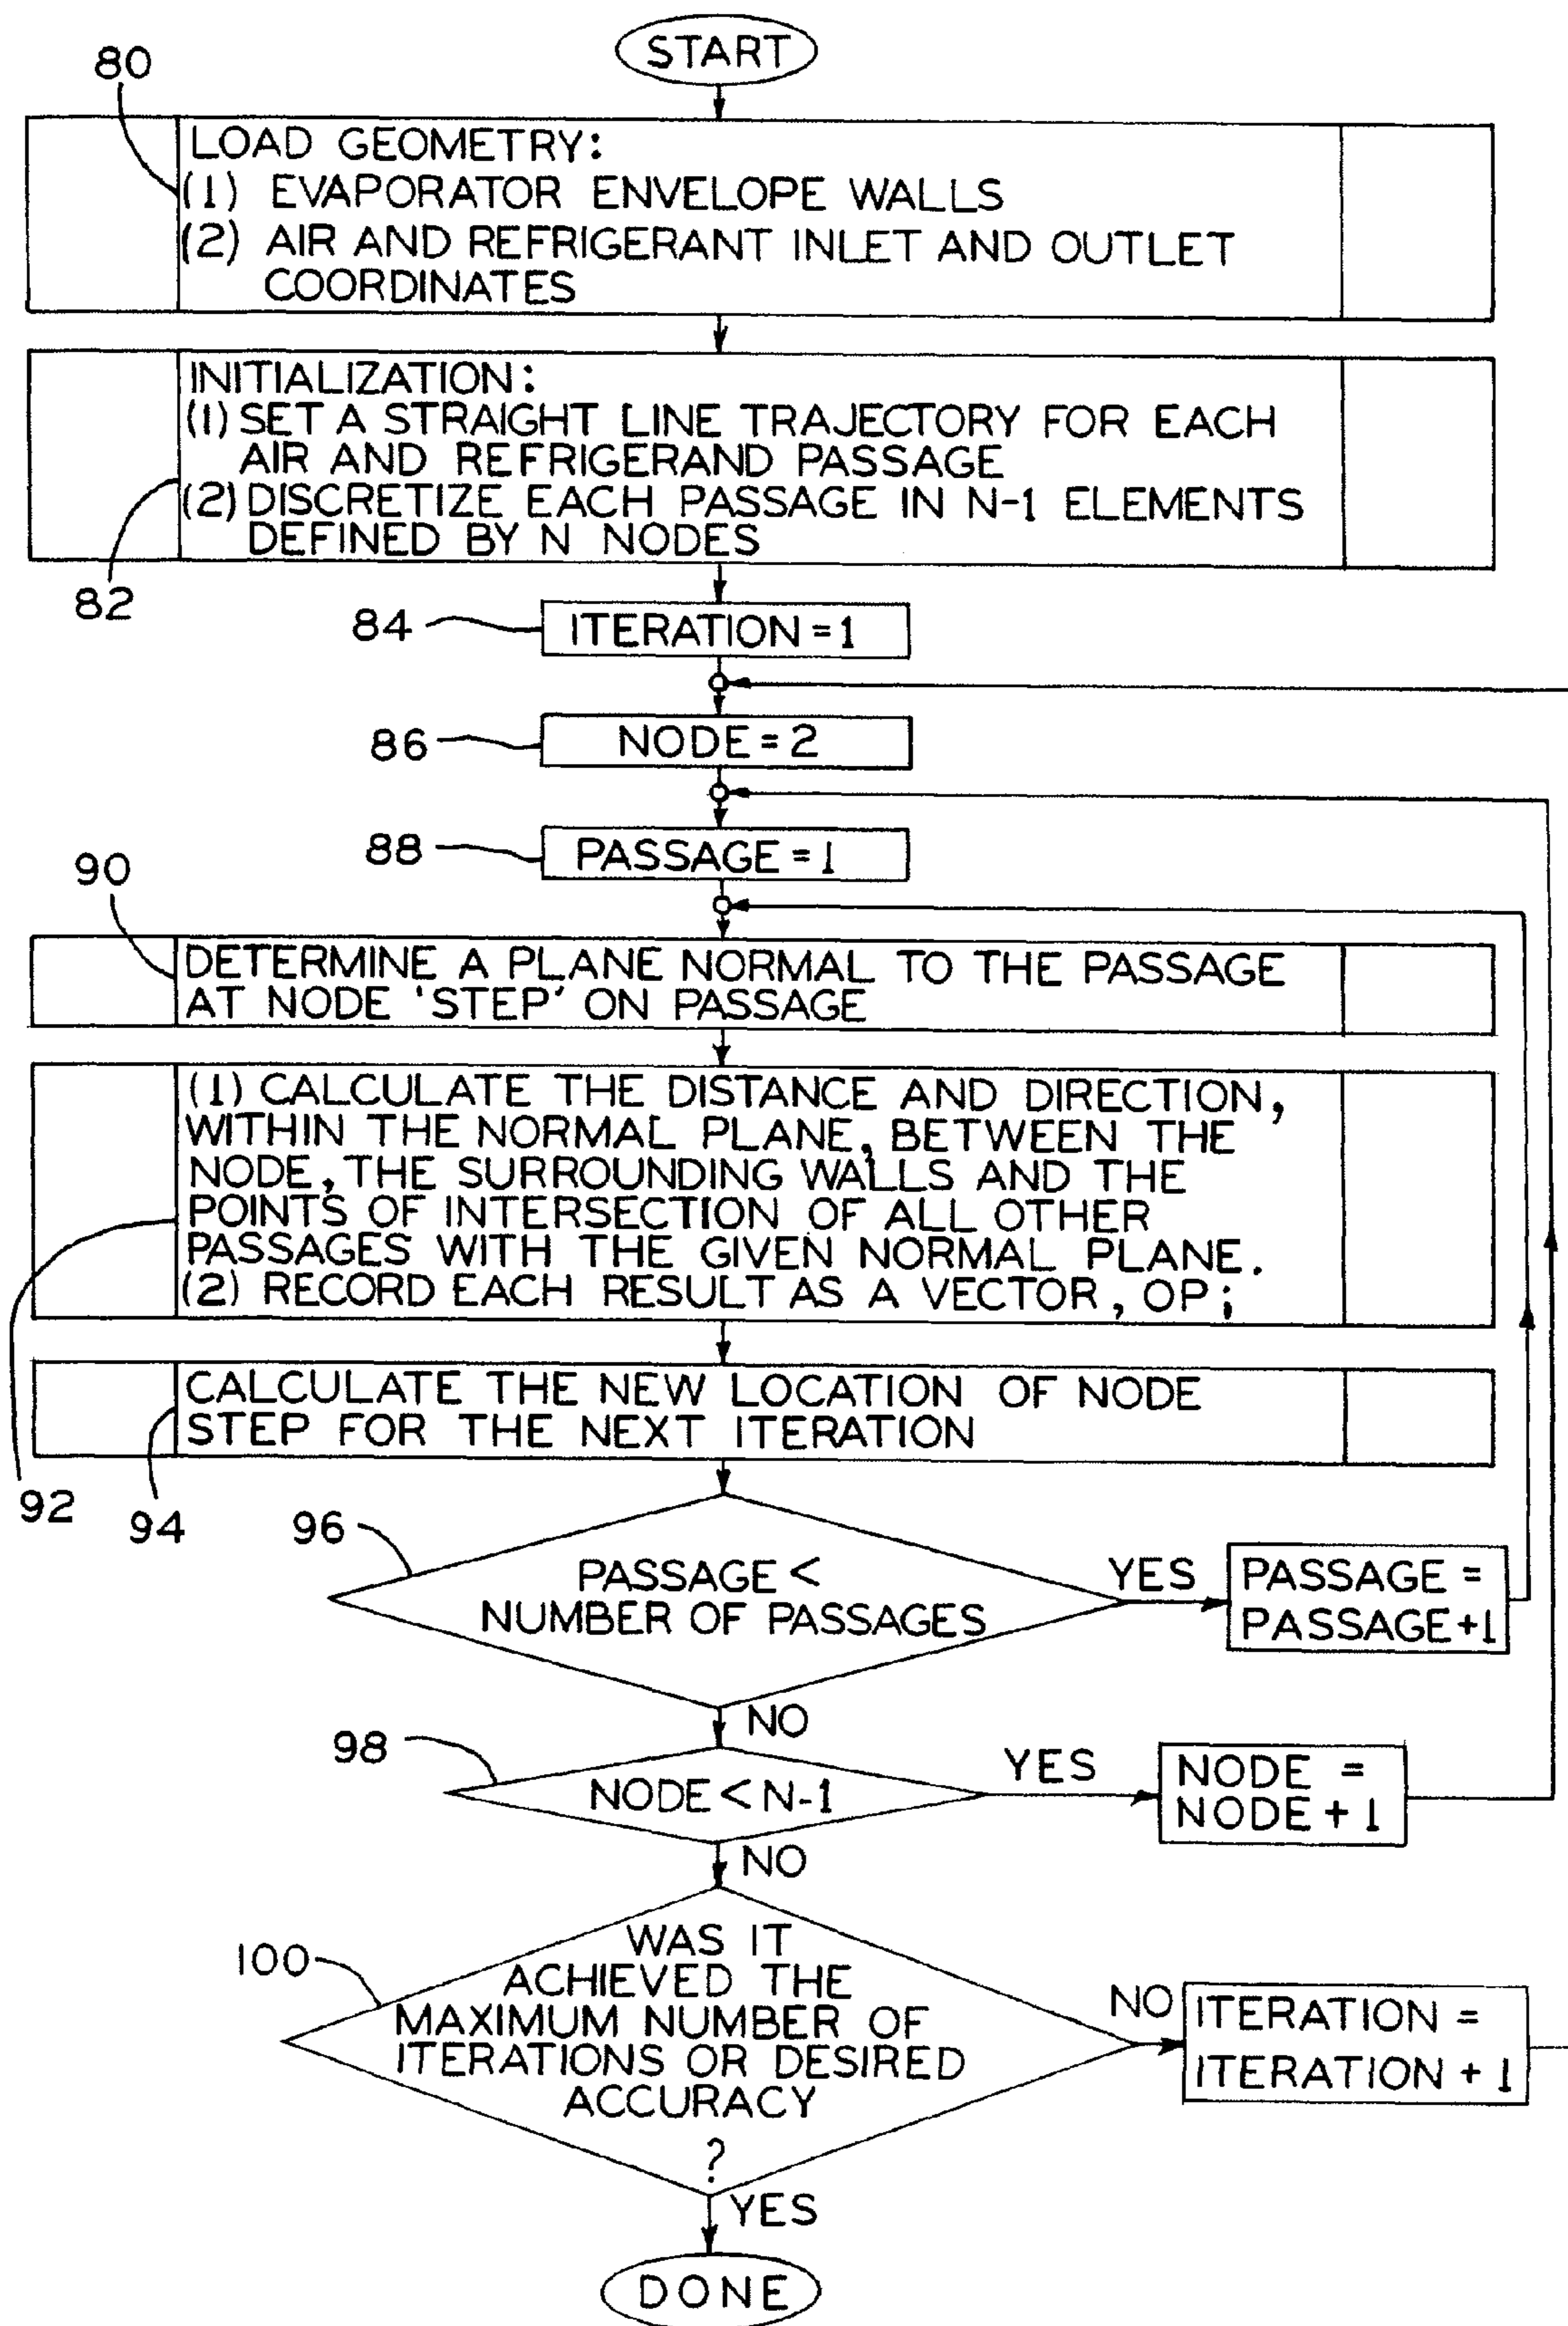 START
80
LOAD GEOMETRY:
(1) EVAPORATOR ENVELOPE WALLS
(2) AIR AND REFRIGERANT INLET AND OUTLET
COORDINATES
INITIALIZATION:
(1) SET A STRAIGHT LINE TRAJECTORY FOR EACH
AIR AND REFRIGERAND PASSAGE
(2) DISCRETIZE EACH PASSAGE IN N-1 ELEMENTS
DEFINED BY N NODES
82
84
ITERATION = 1
86
NODE = 2
88
PASSAGE = 1
90
DETERMINE A PLANE NORMAL TO THE PASSAGE
AT NODE 'STEP' ON PASSAGE
(1) CALCULATE THE DISTANCE AND DIRECTION,
WITHIN THE NORMAL PLANE, BETWEEN THE
NODE, THE SURROUNDING WALLS AND THE
POINTS OF INTERSECTION OF ALL OTHER
PASSAGES WITH THE GIVEN NORMAL PLANE.
(2) RECORD EACH RESULT AS A VECTOR, OP;
92
CALCULATE THE NEW LOCATION OF NODE
STEP FOR THE NEXT ITERATION
94
96
PASSAGE <
NUMBER OF PASSAGES
YES
PASSAGE =
PASSAGE+1
NO
98
NODE < N-1
YES
NODE =
NODE + 1
NO
100
WAS IT
ACHIEVED THE
MAXIMUM NUMBER OF
ITERATIONS OR DESIRED
ACCURACY
?
NO
ITERATION =
ITERATION + 1
YES
DONE